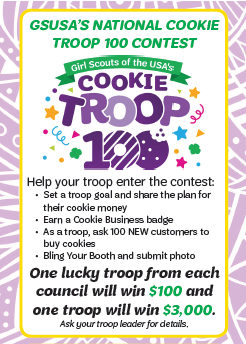 GSUSA'S NATIONAL COOKIE
TROOP 100 CONTEST
Girl Scouts of the USA's
COOKIE
TROOP
100
Help your troop enter the contest:
• Set a troop goal and share the plan for
their cookie money
• Earn a Cookie Business badge
• As a troop, ask 100 NEW customers to
buy cookies
• Bling Your Booth and submit photo
One lucky troop from each
council will win $100 and
one troop will win $3,000.
Ask your troop leader for details.